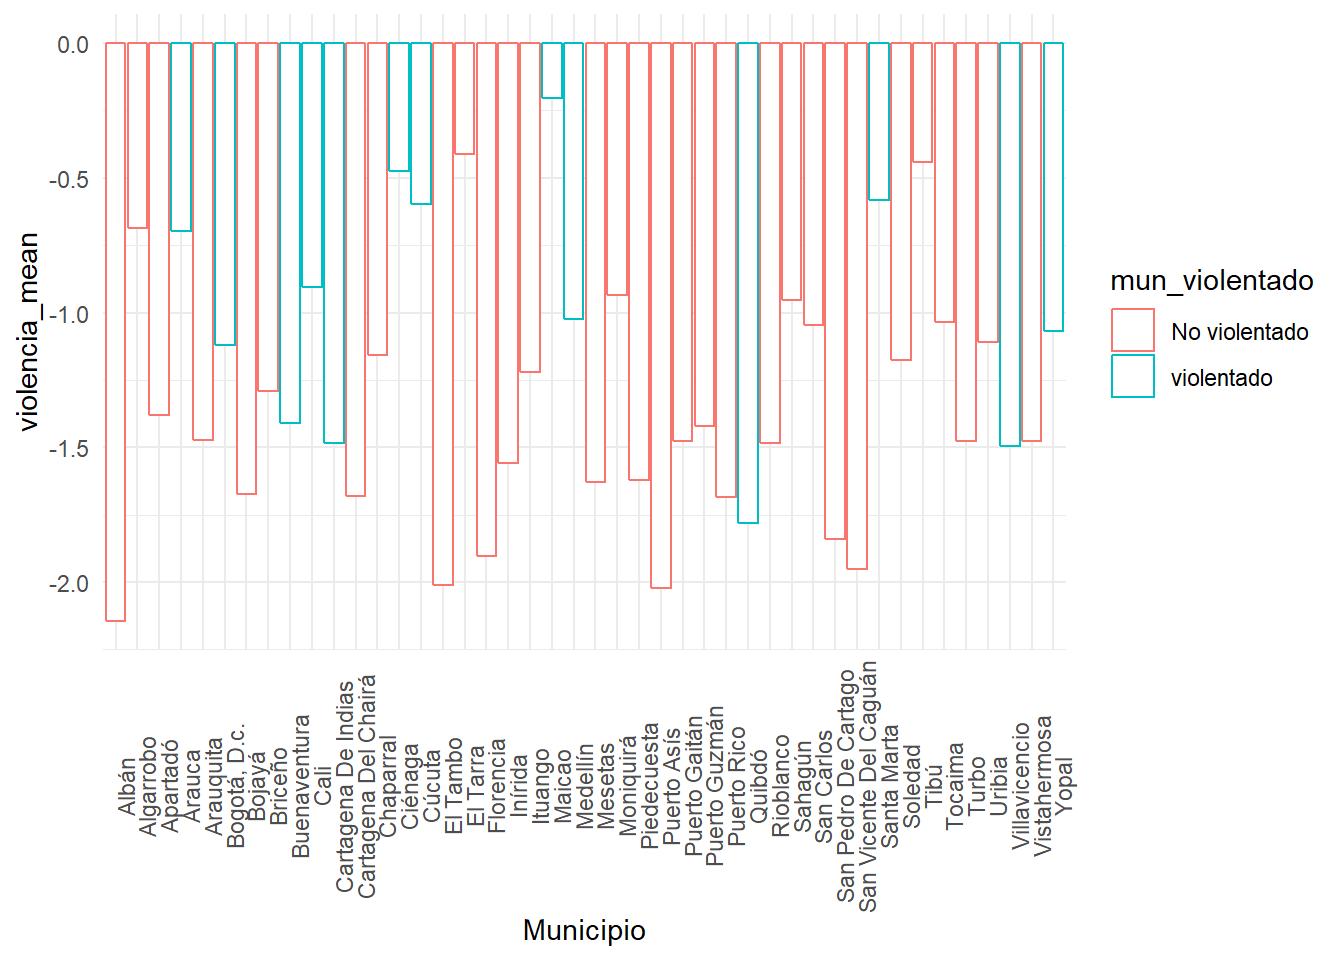 0.0
-0.5
-1.0
-1.5
-2.0
violencia_mean
Albán
Algarrobo
Apartadó
Arauca
Arauquita
Bogotá, D.c.
Bojayá
Briceño
Buenaventura
Cali
Cartagena De Indias
Cartagena Del Chairá
Chaparral
Ciénaga
Cúcuta
El Tambo
El Tarra
Florencia
Inírida
Ituango
Maicao
Medellín
Mesetas
Moniquirá
Piedecuesta
Puerto Asís
Puerto Gaitán
Puerto Guzmán
Puerto Rico
Quibdó
Rioblanco
Sahagún
San Carlos
San Pedro De Cartago
San Vicente Del Caguán
Santa Marta
Soledad
Tibú
Tocaima
Turbo
Uribia
Villavicencio
Vistahermosa
Yopal
Municipio
mun_violentado
No violentado
violentado